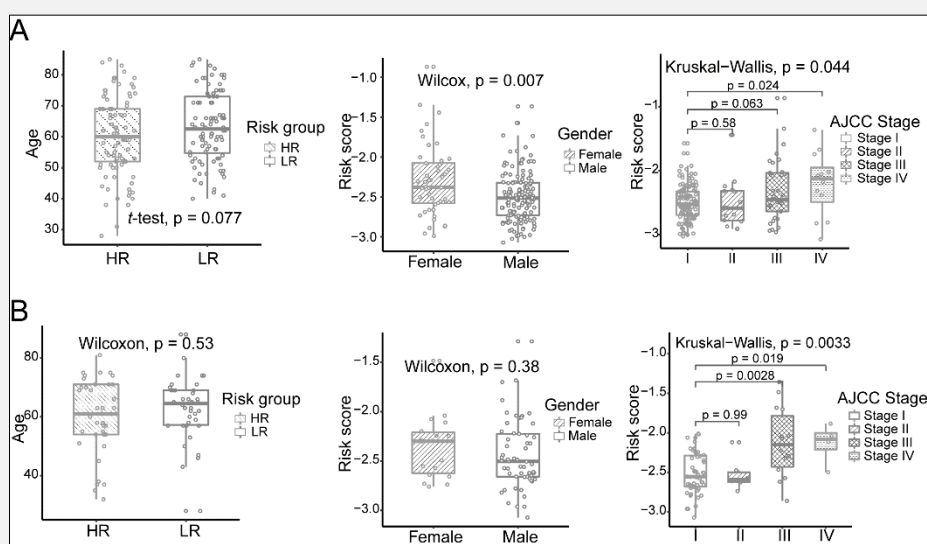 A
Age
80
70
60
50
40
30
t-test, p = 0.077
HR
LR
Risk group
HR
LR
Risk score
−1.0
−1.5
−2.0
−2.5
−3.0
Wilcox, p = 0.007
Female
Male
Gender
Female
Male
Kruskal−Wallis, p = 0.044
p = 0.024
p = 0.063
p = 0.58
Risk score
−1
−2
−3
I
II
III
IV
AJCC Stage
Stage I
Stage II
Stage III
Stage IV
B
Age
80
60
40
Wilcoxon, p = 0.53
HR
LR
Risk group
HR
LR
Risk score
−1.5
−2.0
−2.5
−3.0
Wilcoxon, p = 0.38
Female
Male
Gender
Female
Male
Kruskal−Wallis, p = 0.0033
p = 0.019
p = 0.0028
p = 0.99
Risk score
−1.0
−1.5
−2.0
−2.5
−3.0
I
II
III
IV
AJCC Stage
Stage I
Stage II
Stage III
Stage IV